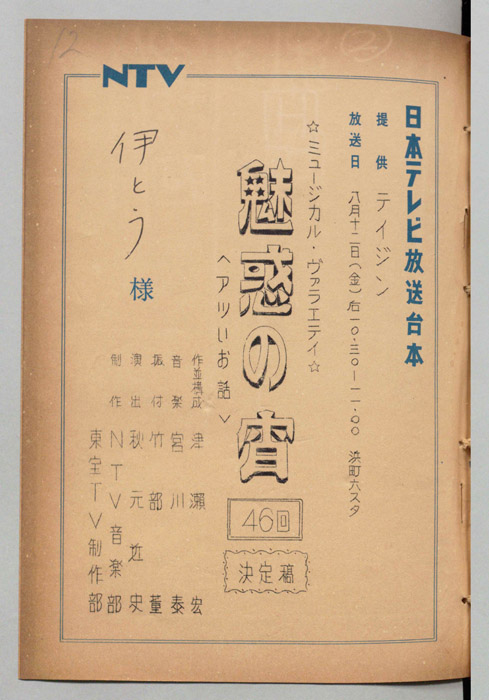 12
②
NTV
日本テレビ放送台本
提供 テイジン
放送日 八月十二日(金)后一〇・三〇ー一一・〇〇 浜町六スタ
☆ミュージカル・ヴァラエティ☆
魅惑の宵
<アツいお話>
46回
決定稿
作並構成 津瀬宏
音楽 宮川泰
振付 竹部董
演出 秋元近史
制作 NTV音楽部
東宝TV制作部
伊とう 様